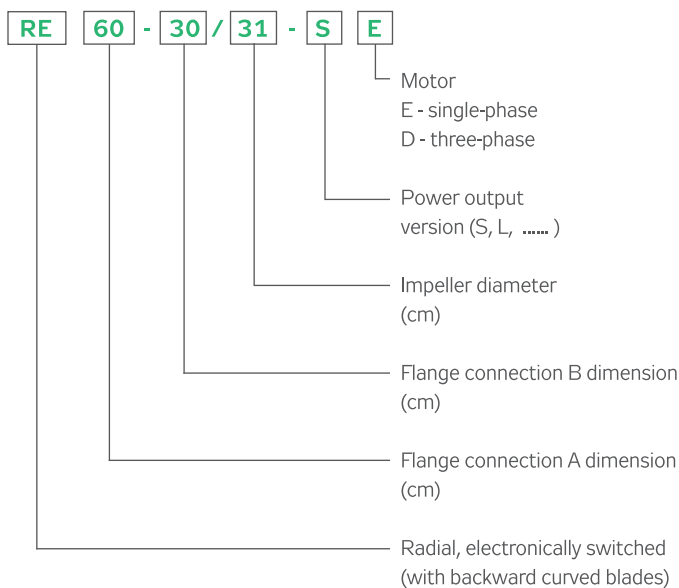 RE 60 - 30 / 31 - S E
Motor
E - single-phase
D - three-phase
Power output
version (S, L, ...... )
Impeller diameter
(cm)
Flange connection B dimension
(cm)
Flange connection A dimension
(cm)
Radial, electronically switched
(with backward curved blades)